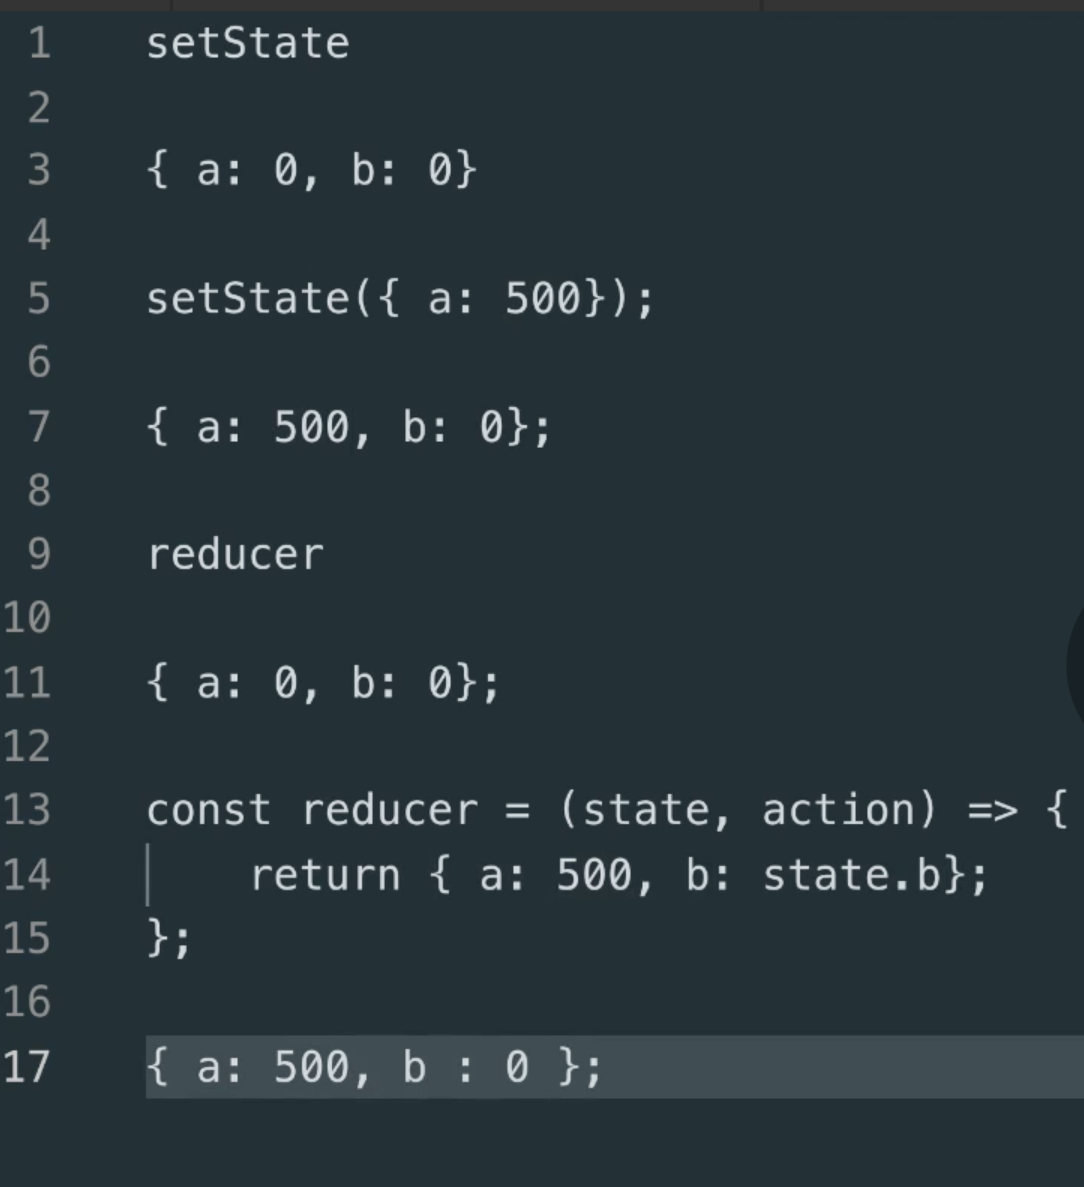 1 setState
2
3 { a: 0, b: 0}
4
5 setState({ a: 500});
6
7 { a: 500, b: 0};
8
9 reducer
10
11 { a: 0, b: 0};
12
13 const reducer = (state, action) => {
14 return { a: 500, b: state.b};
15 };
16
17 { a: 500, b : 0 };